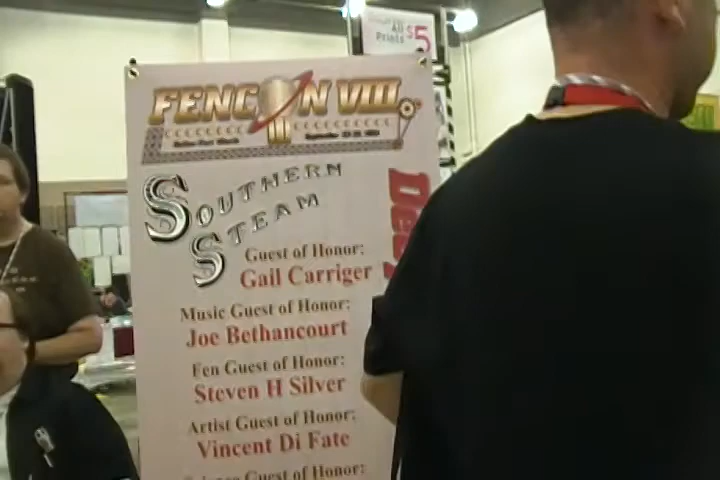 All
Prints $5
FENCON VIII
Southern
Steam
Guest of Honor:
Gail Carriger
Music Guest of Honor:
Joe Bethancourt
Fen Guest of Honor:
Steven H Silver
Artist Guest of Honor:
Vincent Di Fate
Guest of Honor: